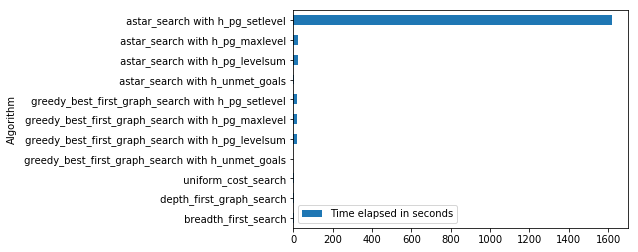 astar_search with h_pg_setlevel
astar_search with h_pg_maxlevel
astar_search with h_pg_levelsum
astar_search with h_unmet_goals
greedy_best_first_graph_search with h_pg_setlevel
greedy_best_first_graph_search with h_pg_maxlevel
greedy_best_first_graph_search with h_pg_levelsum
greedy_best_first_graph_search with h_unmet_goals
uniform_cost_search
depth_first_graph_search
breadth_first_search
Algorithm
Time elapsed in seconds
0 200 400 600 800 1000 1200 1400 1600